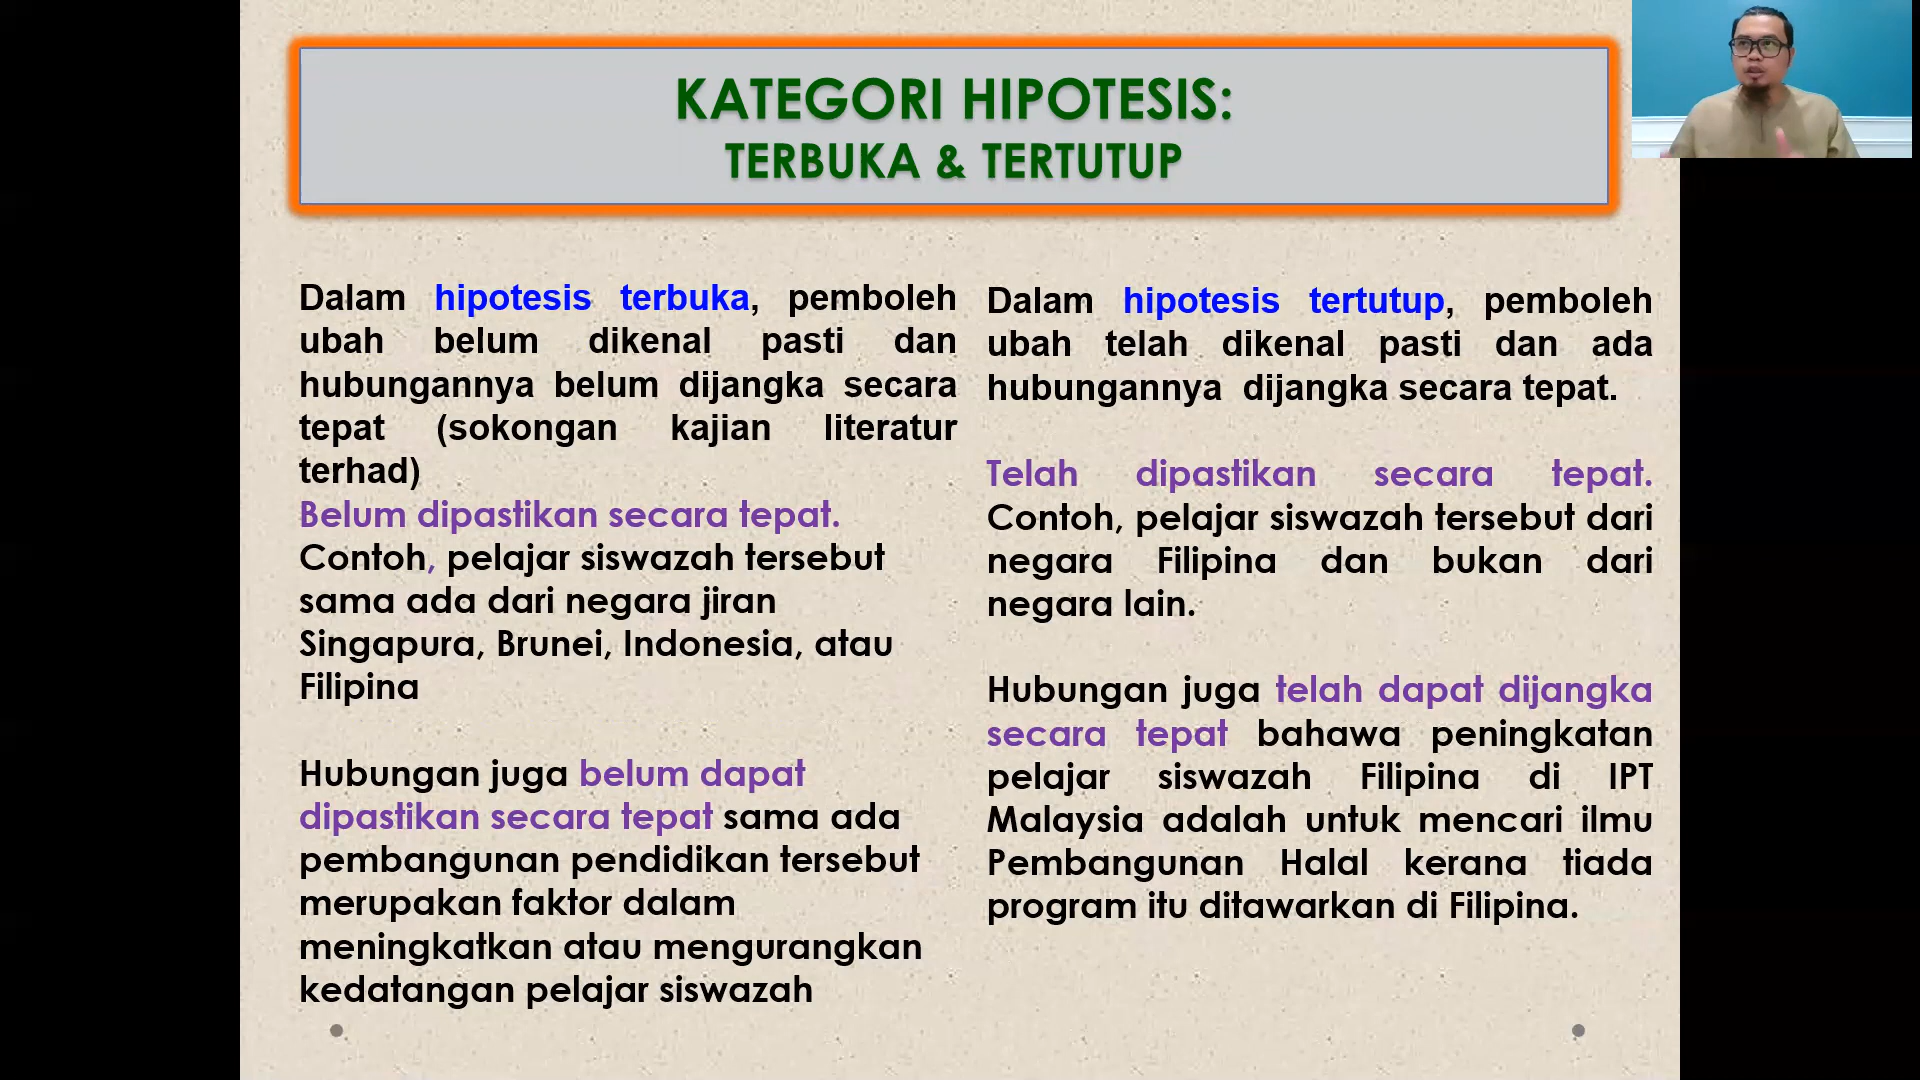 KATEGORI HIPOTESIS:
TERBUKA & TERTUTUP
Dalam hipotesis terbuka, pemboleh
ubah belum dikenal pasti dan
hubungannya belum dijangka secara
tepat (sokongan kajian literatur
terhad)
Belum dipastikan secara tepat.
Contoh, pelajar siswazah tersebut
sama ada dari negara jiran
Singapura, Brunei, Indonesia, atau
Filipina
Hubungan juga belum dapat
dipastikan secara tepat sama ada
pembangunan pendidikan tersebut
merupakan faktor dalam
meningkatkan atau mengurangkan
kedatangan pelajar siswazah
Dalam hipotesis tertutup, pemboleh
ubah telah dikenal pasti dan ada
hubungannya dijangka secara tepat.
Telah dipastikan secara tepat.
Contoh, pelajar siswazah tersebut dari
negara Filipina dan bukan dari
negara lain.
Hubungan juga telah dapat dijangka
secara tepat bahawa peningkatan
pelajar siswazah Filipina di IPT
Malaysia adalah untuk mencari ilmu
Pembangunan Halal kerana tiada
program itu ditawarkan di Filipina.